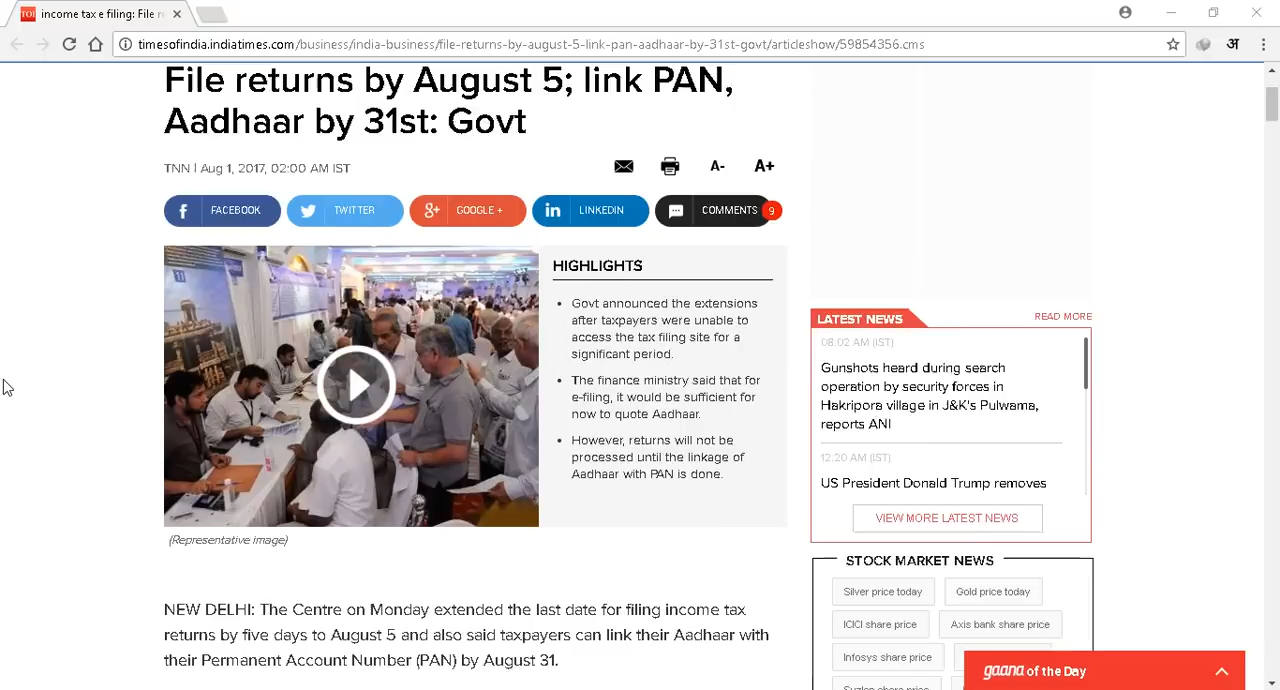 TOI income tax e filing: File r
timesofindia.indiatimes.com/business/india-business/file-returns-by-august-5-link-pan-aadhaar-by-31st-govt/articleshow/59854356.cms
अ
File returns by August 5; link PAN,
Aadhaar by 31st: Govt
TNN | Aug 1, 2017, 02:00 AM IST
A- A+
FACEBOOK TWITTER GOOGLE + LINKEDIN COMMENTS 9
HIGHLIGHTS
• Govt announced the extensions
after taxpayers were unable to
access the tax filing site for a
significant period.
• The finance ministry said that for
e-filing, it would be sufficient for
now to quote Aadhaar.
• However, returns will not be
processed until the linkage of
Aadhaar with PAN is done.
(Representative image)
NEW DELHI: The Centre on Monday extended the last date for filing income tax
returns by five days to August 5 and also said taxpayers can link their Aadhaar with
their Permanent Account Number (PAN) by August 31.
LATEST NEWS READ MORE
08.02 AM (IST)
Gunshots heard during search
operation by security forces in
Hakripora village in J&K's Pulwama,
reports ANI
12:20 AM (IST)
US President Donald Trump removes
VIEW MORE LATEST NEWS
STOCK MARKET NEWS
Silver price today Gold price today
ICICI share price Axis bank share price
Infosys share price
Suzlon share price
gaana of the Day